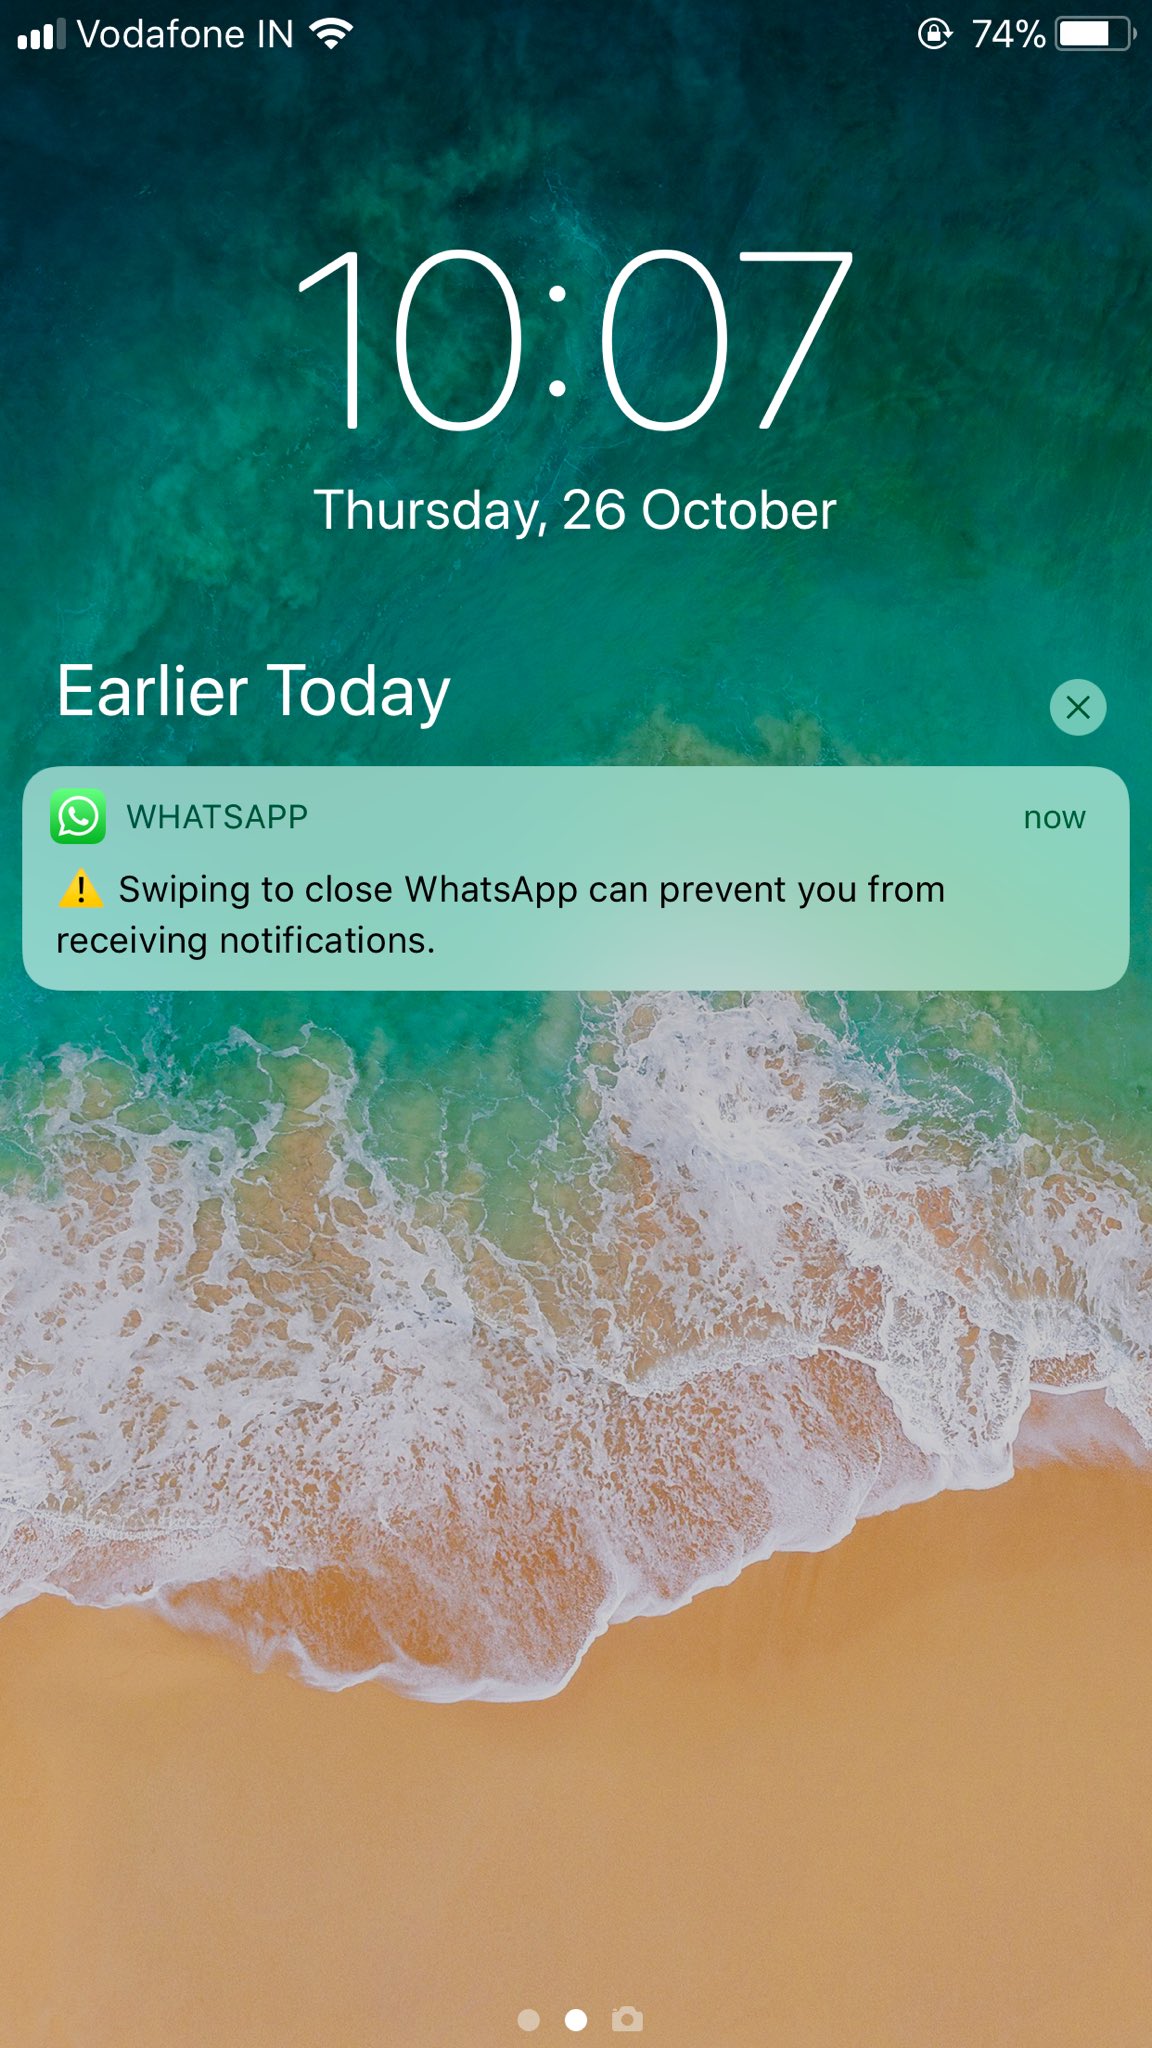 Vodafone IN
74%
10:07
Thursday, 26 October
Earlier Today
WHATSAPP
now
⚠️ Swiping to close WhatsApp can prevent you from
receiving notifications.